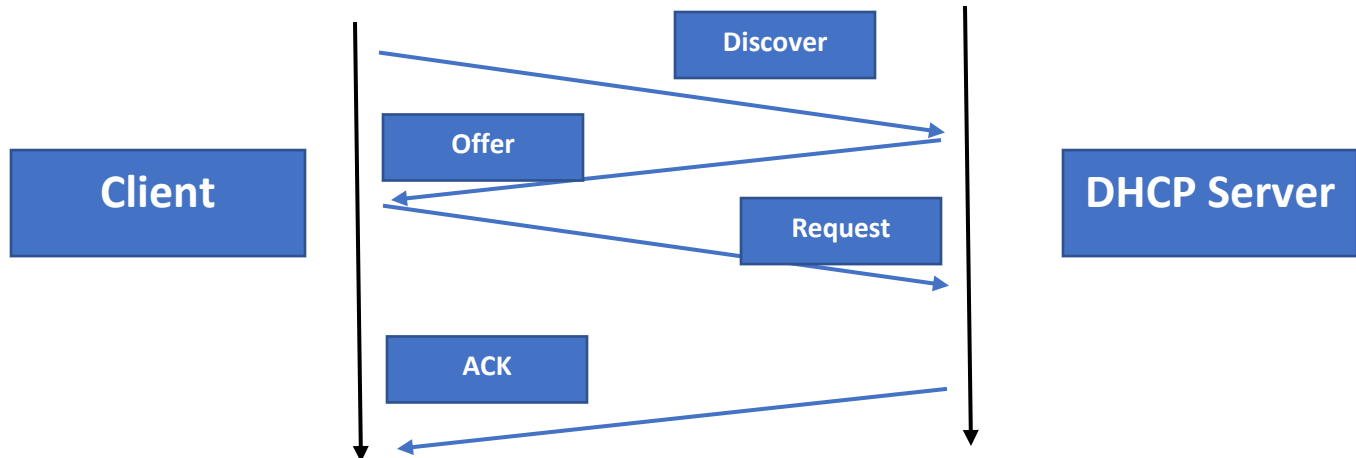 Discover
Offer
Client
DHCP Server
Request
ACK